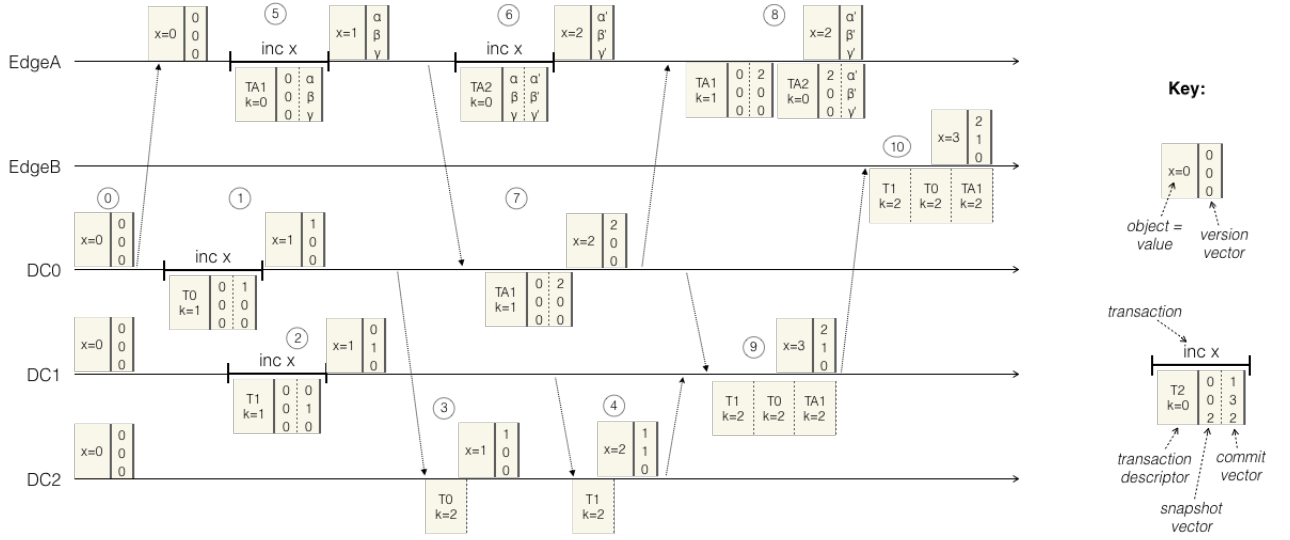 EdgeA
x=0
0
0
0
5
inc x
TA1
k=0
0
0
0
α
β
γ
x=1
α
β
γ
6
inc x
TA2
k=0
α
β
γ
α'
β'
γ'
x=2
α'
β'
γ'
8
x=2
α'
β'
γ'
TA1
k=1
0
0
0
2
0
0
TA2
k=0
2
0
0
α'
β'
γ'
EdgeB
10
x=3
2
1
0
T1
k=2
T0
k=2
TA1
k=2
DC0
0
x=0
0
0
0
1
inc x
T0
k=1
0
0
0
1
0
0
x=1
1
0
0
7
TA1
k=1
0
0
0
2
0
0
x=2
2
0
0
DC1
x=0
0
0
0
2
inc x
T1
k=1
0
0
0
0
1
0
x=1
0
1
0
9
x=3
2
1
0
T1
k=2
T0
k=2
TA1
k=2
DC2
x=0
0
0
0
3
x=1
1
0
0
T0
k=2
4
x=2
1
1
0
T1
k=2
Key:
x=0
0
0
0
object =
value
version
vector
transaction
inc x
T2
k=0
0
0
2
1
3
2
transaction
descriptor
commit
vector
snapshot
vector